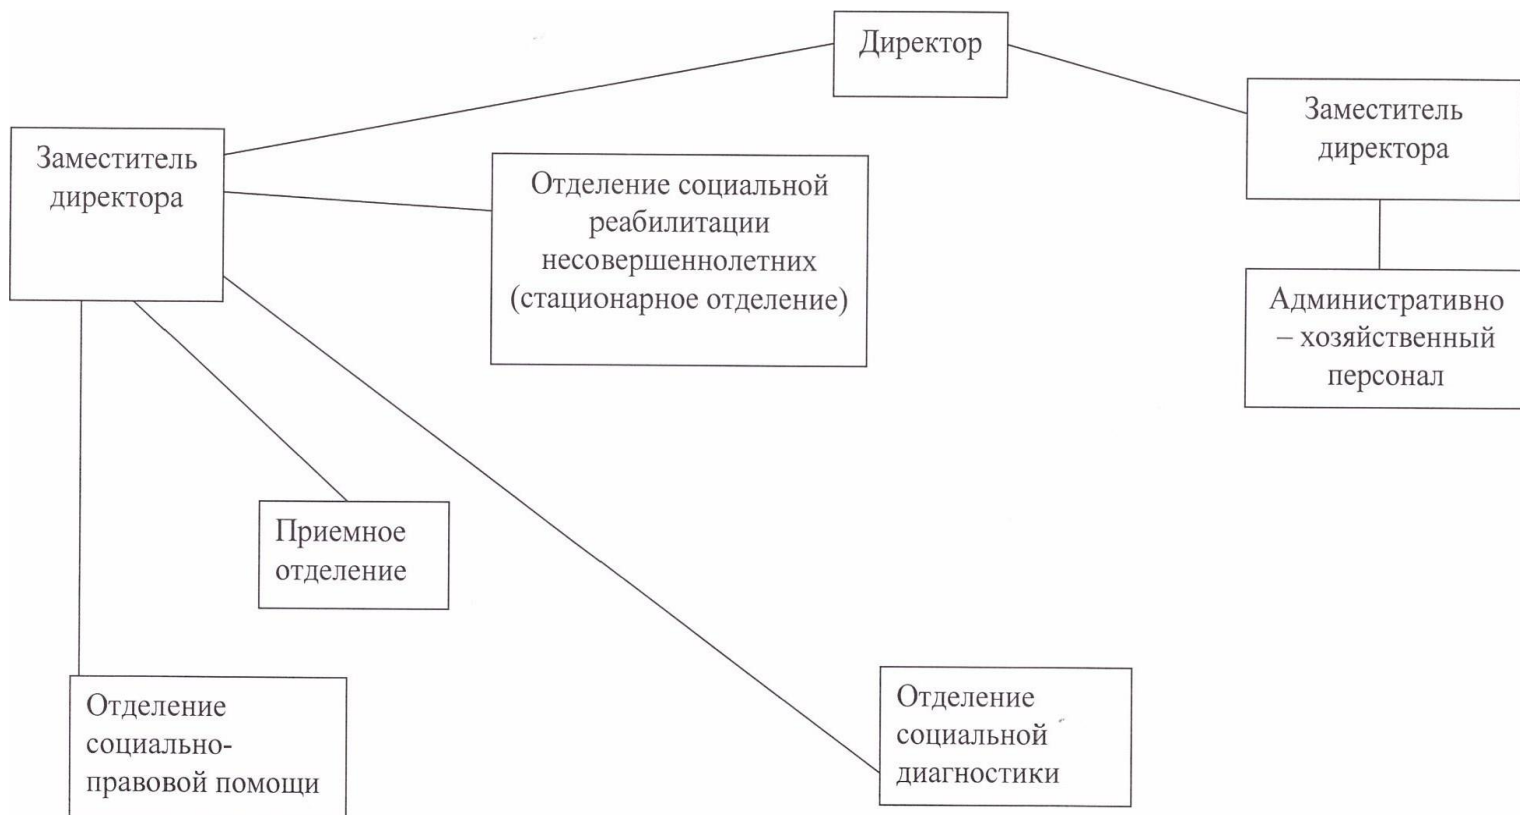 Директор
Заместитель
директора
Заместитель
директора
Отделение социальной
реабилитации
несовершеннолетних
(стационарное отделение)
Административно
– хозяйственный
персонал
Приемное
отделение
Отделение
социально-
правовой помощи
Отделение
социальной
диагностики